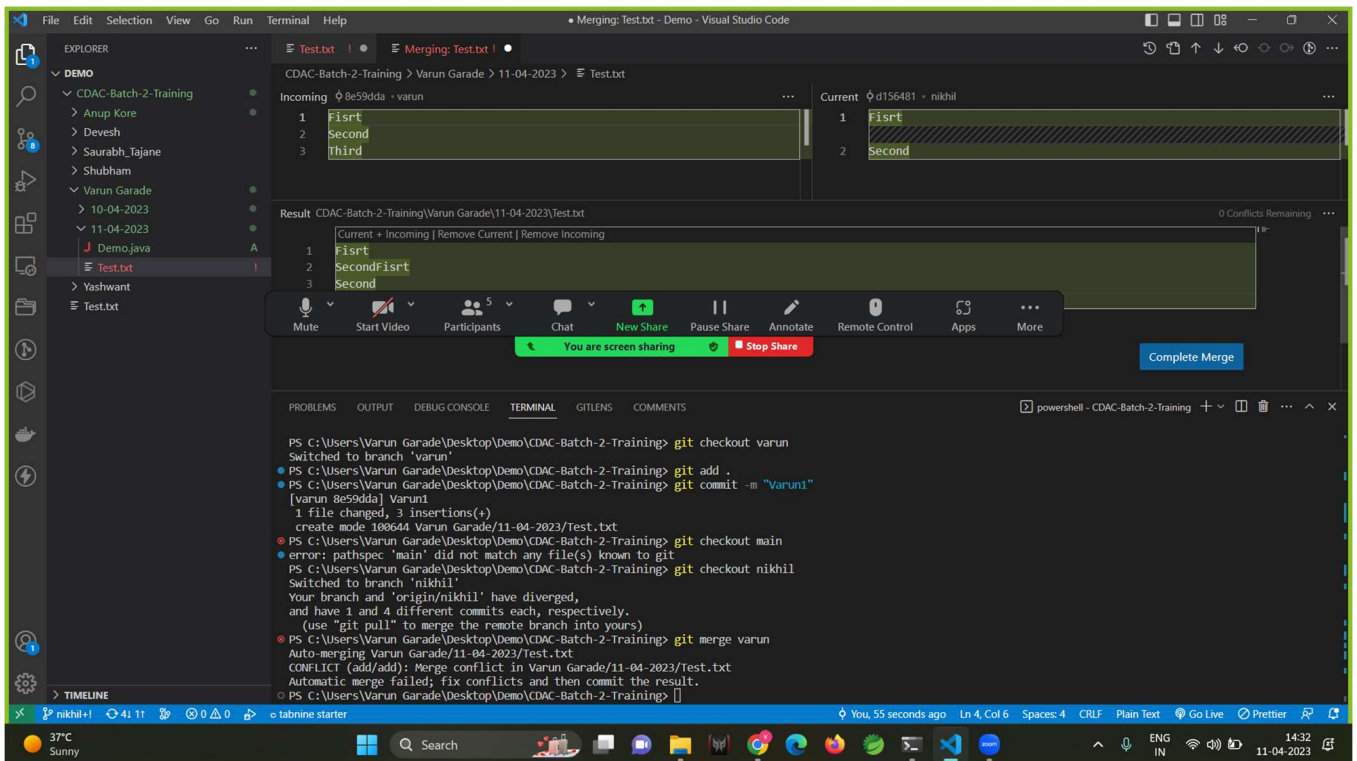 File Edit Selection View Go Run Terminal Help
● Merging: Test.txt - Demo - Visual Studio Code
EXPLORER
DEMO
CDAC-Batch-2-Training
Anup Kore
Devesh
Saurabh_Tajane
Shubham
Varun Garade
10-04-2023
11-04-2023
J Demo.java A
Test.txt !
Yashwant
Test.txt
TIMELINE
Test.txt ! ●
Merging: Test.txt ! ●
CDAC-Batch-2-Training > Varun Garade > 11-04-2023 > Test.txt
Incoming 8e59dda • varun
1 Fisrt
2 Second
3 Third
Current d156481 • nikhil
1 Fisrt
2 Second
Result CDAC-Batch-2-Training\Varun Garade\11-04-2023\Test.txt
0 Conflicts Remaining
Current + Incoming | Remove Current | Remove Incoming
1 Fisrt
2 SecondFisrt
3 Second
Mute Start Video Participants 5 Chat New Share Pause Share Annotate Remote Control Apps More
You are screen sharing Stop Share
Complete Merge
PROBLEMS OUTPUT DEBUG CONSOLE TERMINAL GITLENS COMMENTS
powershell - CDAC-Batch-2-Training
PS C:\Users\Varun Garade\Desktop\Demo\CDAC-Batch-2-Training> git checkout varun
Switched to branch 'varun'
PS C:\Users\Varun Garade\Desktop\Demo\CDAC-Batch-2-Training> git add .
PS C:\Users\Varun Garade\Desktop\Demo\CDAC-Batch-2-Training> git commit -m "Varun1"
[varun 8e59dda] Varun1
1 file changed, 3 insertions(+)
create mode 100644 Varun Garade/11-04-2023/Test.txt
PS C:\Users\Varun Garade\Desktop\Demo\CDAC-Batch-2-Training> git checkout main
error: pathspec 'main' did not match any file(s) known to git
PS C:\Users\Varun Garade\Desktop\Demo\CDAC-Batch-2-Training> git checkout nikhil
Switched to branch 'nikhil'
Your branch and 'origin/nikhil' have diverged,
and have 1 and 4 different commits each, respectively.
(use "git pull" to merge the remote branch into yours)
PS C:\Users\Varun Garade\Desktop\Demo\CDAC-Batch-2-Training> git merge varun
Auto-merging Varun Garade/11-04-2023/Test.txt
CONFLICT (add/add): Merge conflict in Varun Garade/11-04-2023/Test.txt
Automatic merge failed; fix conflicts and then commit the result.
PS C:\Users\Varun Garade\Desktop\Demo\CDAC-Batch-2-Training>
nikhil+! 4↓ 1↑ 0 0 tabnine starter
You, 55 seconds ago Ln 4, Col 6 Spaces: 4 CRLF Plain Text Go Live Prettier
37°C
Sunny
Search
zoom
ENG
IN
14:32
11-04-2023